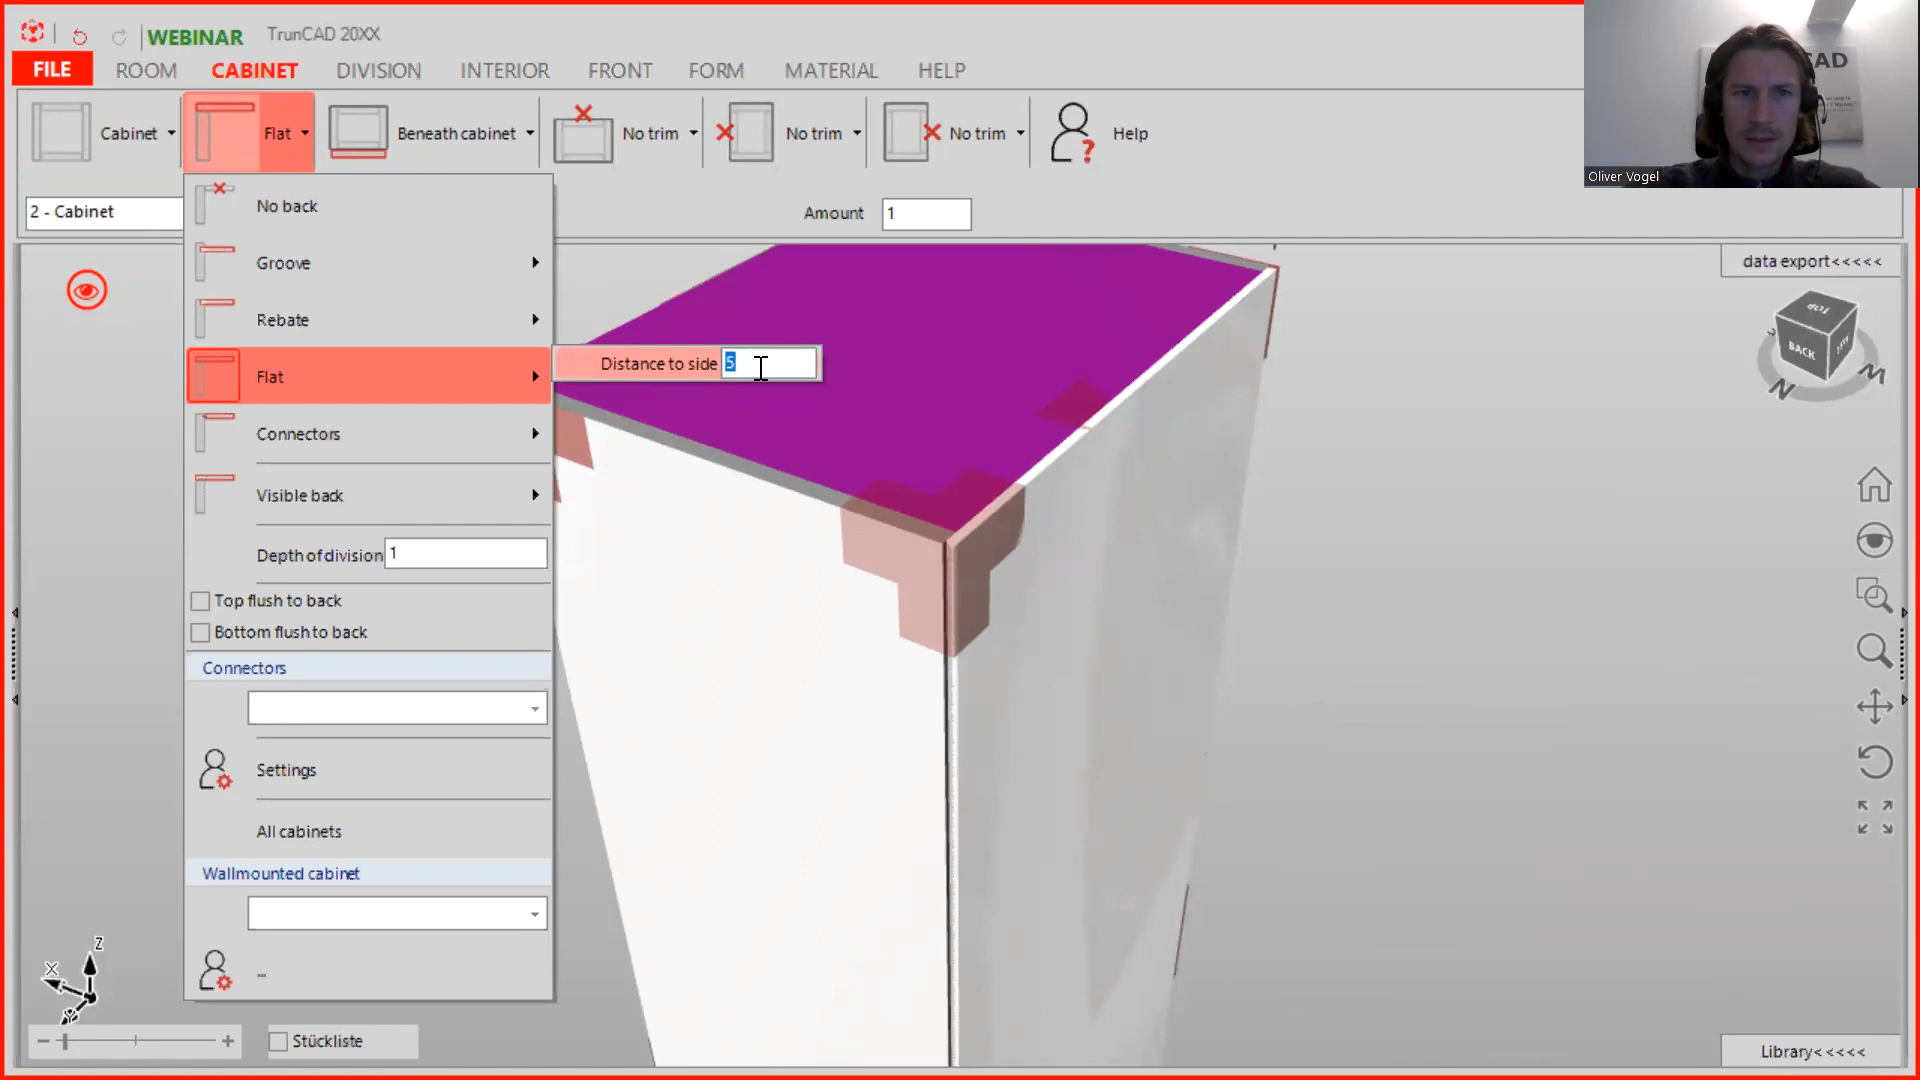 WEBINAR TrunCAD 20XX
FILE ROOM CABINET DIVISION INTERIOR FRONT FORM MATERIAL HELP
Cabinet Flat Beneath cabinet No trim No trim No trim Help
2 - Cabinet Amount 1
No back
Groove
Rebate
Flat
Distance to side 5
Connectors
Visible back
Depth of division 1
Top flush to back
Bottom flush to back
Connectors
Settings
All cabinets
Wallmounted cabinet
...
Stückliste
data export<<<<<
TOP
BACK
N
Z
X
Y
Library<<<<<
CAD
Oliver Vogel